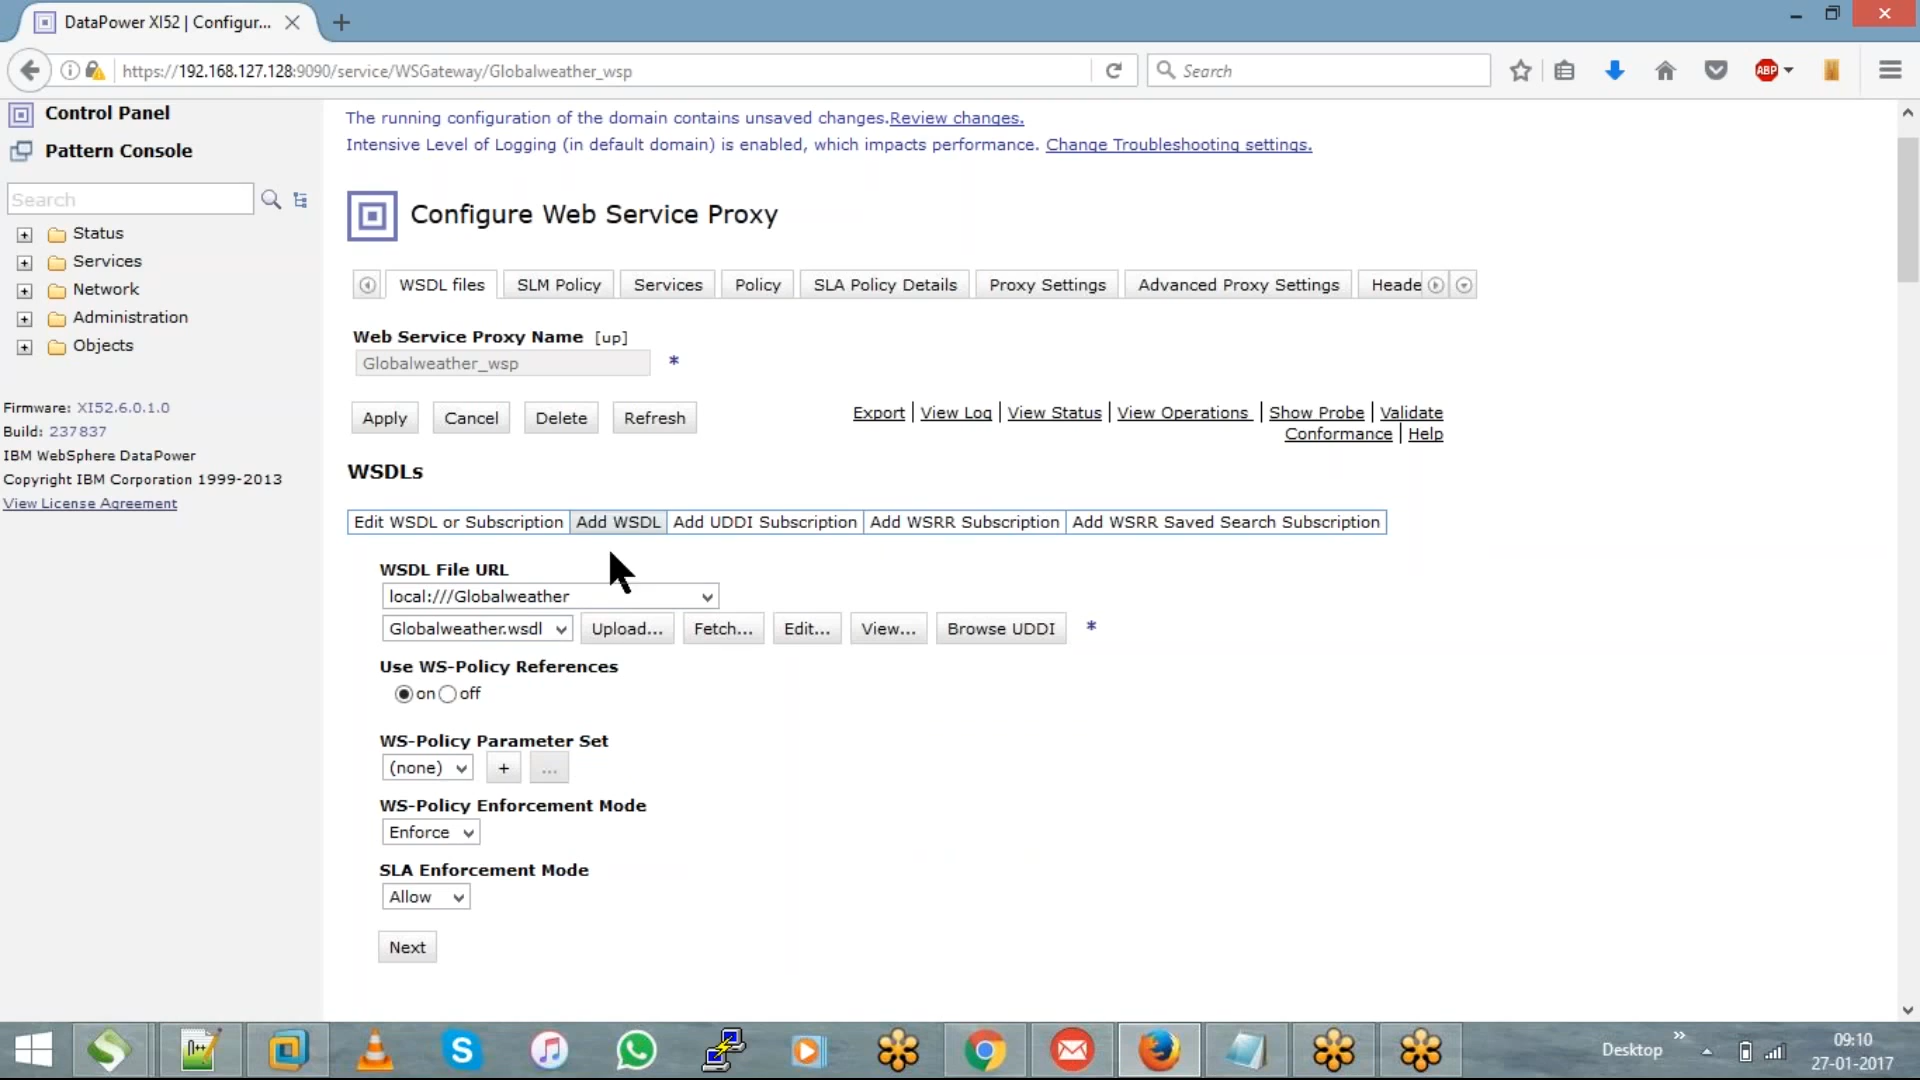 DataPower XI52 | Configur...
https://192.168.127.128:9090/service/WSGateway/Globalweather_wsp
Search
ABP
Control Panel
Pattern Console
Search
Status
Services
Network
Administration
Objects
Firmware: XI52.6.0.1.0
Build: 237837
IBM WebSphere DataPower
Copyright IBM Corporation 1999-2013
View License Agreement
The running configuration of the domain contains unsaved changes.Review changes.
Intensive Level of Logging (in default domain) is enabled, which impacts performance. Change Troubleshooting settings.
Configure Web Service Proxy
WSDL files SLM Policy Services Policy SLA Policy Details Proxy Settings Advanced Proxy Settings Heade
Web Service Proxy Name [up]
Globalweather_wsp *
Apply Cancel Delete Refresh
Export | View Log | View Status | View Operations | Show Probe | Validate
Conformance | Help
WSDLs
Edit WSDL or Subscription Add WSDL Add UDDI Subscription Add WSRR Subscription Add WSRR Saved Search Subscription
WSDL File URL
local:///Globalweather
Globalweather.wsdl Upload... Fetch... Edit... View... Browse UDDI *
Use WS-Policy References
on off
WS-Policy Parameter Set
(none) + ...
WS-Policy Enforcement Mode
Enforce
SLA Enforcement Mode
Allow
Next
Desktop
09:10
27-01-2017